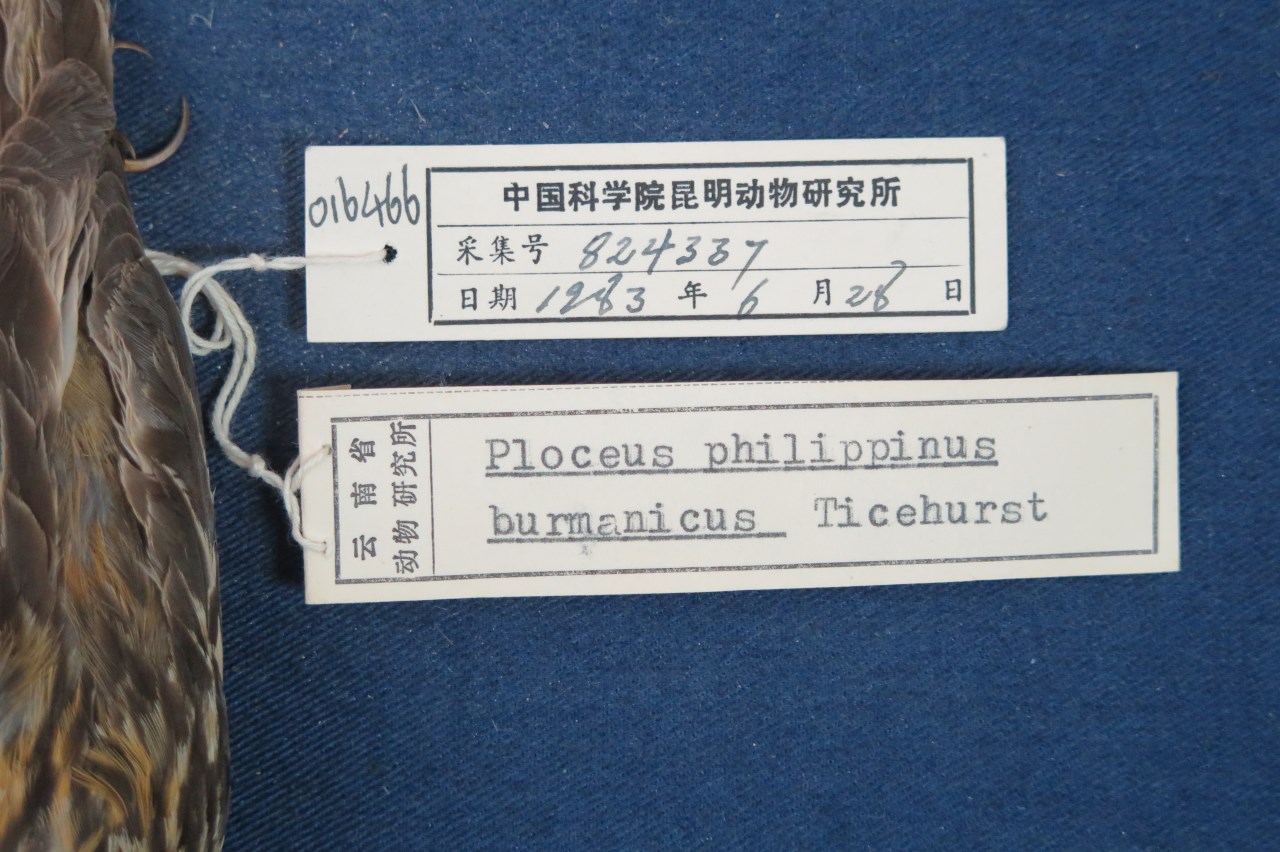 016466
中国科学院昆明动物研究所
采集号 824337
日期 1983 年 6 月 28 日
云南省
动物研究所
Ploceus philippinus
burmanicus Ticehurst